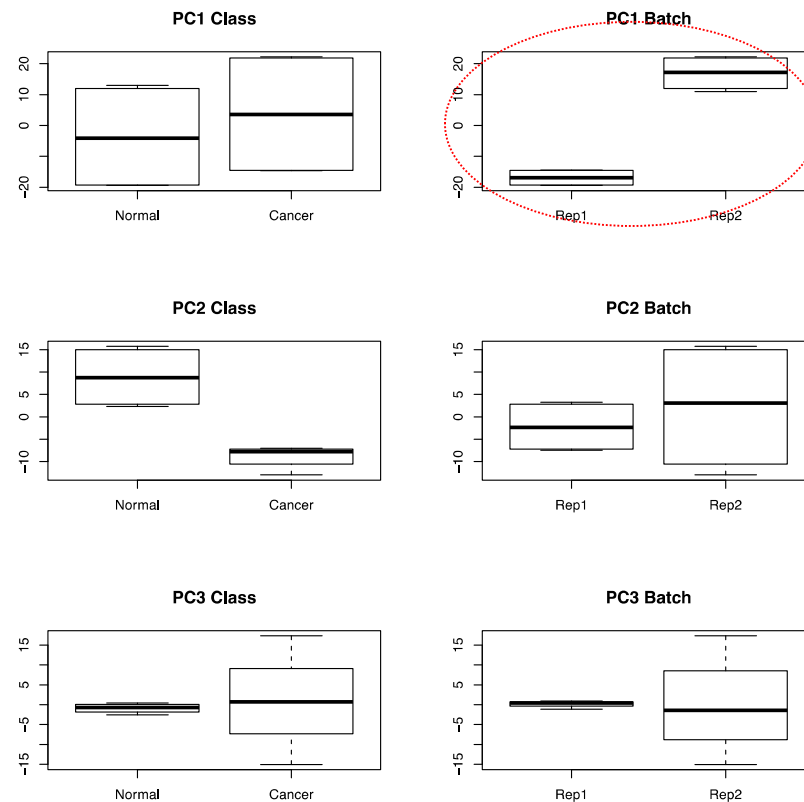 PC1 Class
20
10
0
−20
Normal
Cancer
PC1 Batch
20
10
0
−20
Rep1
Rep2
PC2 Class
15
5
0
−10
Normal
Cancer
PC2 Batch
15
5
0
−10
Rep1
Rep2
PC3 Class
15
5
−5
−15
Normal
Cancer
PC3 Batch
15
5
−5
−15
Rep1
Rep2